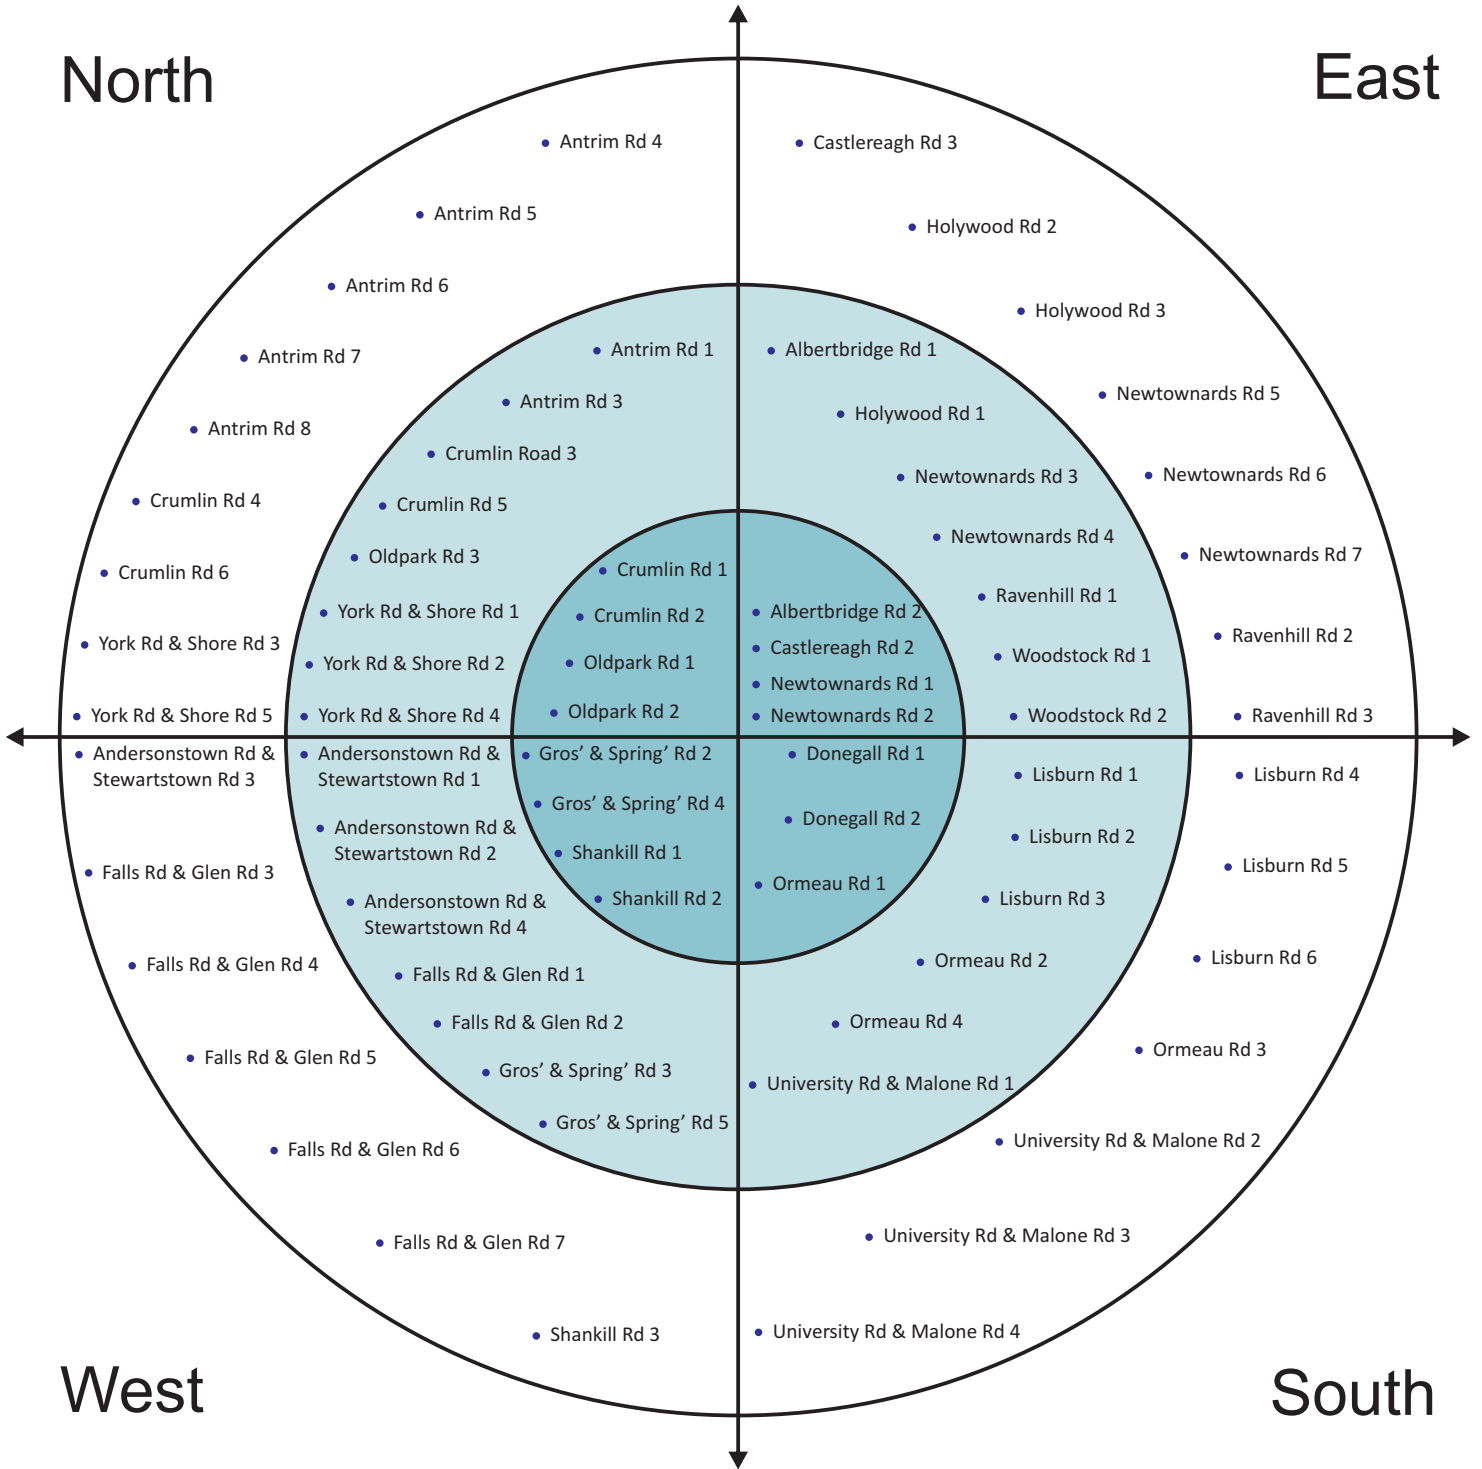 North
East
Antrim Rd 4
Antrim Rd 5
Antrim Rd 6
Antrim Rd 7
Antrim Rd 8
Crumlin Rd 4
Crumlin Rd 6
York Rd & Shore Rd 3
York Rd & Shore Rd 5
Antrim Rd 1
Antrim Rd 3
Crumlin Road 3
Crumlin Rd 5
Oldpark Rd 3
York Rd & Shore Rd 1
York Rd & Shore Rd 2
York Rd & Shore Rd 4
Crumlin Rd 1
Crumlin Rd 2
Oldpark Rd 1
Oldpark Rd 2
Castlereagh Rd 3
Holywood Rd 2
Holywood Rd 3
Newtownards Rd 5
Newtownards Rd 6
Newtownards Rd 7
Ravenhill Rd 2
Ravenhill Rd 3
Albertbridge Rd 1
Holywood Rd 1
Newtownards Rd 3
Newtownards Rd 4
Ravenhill Rd 1
Woodstock Rd 1
Woodstock Rd 2
Albertbridge Rd 2
Castlereagh Rd 2
Newtownards Rd 1
Newtownards Rd 2
Andersonstown Rd &
Stewartstown Rd 3
Falls Rd & Glen Rd 3
Falls Rd & Glen Rd 4
Falls Rd & Glen Rd 5
Falls Rd & Glen Rd 6
Falls Rd & Glen Rd 7
Shankill Rd 3
Andersonstown Rd &
Stewartstown Rd 1
Andersonstown Rd &
Stewartstown Rd 2
Andersonstown Rd &
Stewartstown Rd 4
Falls Rd & Glen Rd 1
Falls Rd & Glen Rd 2
Gros’ & Spring’ Rd 3
Gros’ & Spring’ Rd 5
Gros’ & Spring’ Rd 2
Gros’ & Spring’ Rd 4
Shankill Rd 1
Shankill Rd 2
Donegall Rd 1
Donegall Rd 2
Ormeau Rd 1
Lisburn Rd 1
Lisburn Rd 2
Lisburn Rd 3
Ormeau Rd 2
Ormeau Rd 4
University Rd & Malone Rd 1
Lisburn Rd 4
Lisburn Rd 5
Lisburn Rd 6
Ormeau Rd 3
University Rd & Malone Rd 2
University Rd & Malone Rd 3
University Rd & Malone Rd 4
West
South